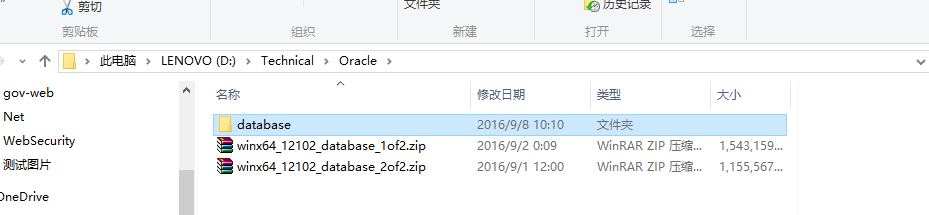 剪切
文件夹
历史记录
剪贴板
组织
新建
打开
选择
此电脑 > LENOVO (D:) > Technical > Oracle >
gov-web
Net
WebSecurity
测试图片
OneDrive
名称 修改日期 类型 大小
database 2016/9/8 10:10 文件夹
winx64_12102_database_1of2.zip 2016/9/2 0:09 WinRAR ZIP 压缩... 1,543,159...
winx64_12102_database_2of2.zip 2016/9/1 12:00 WinRAR ZIP 压缩... 1,155,567...